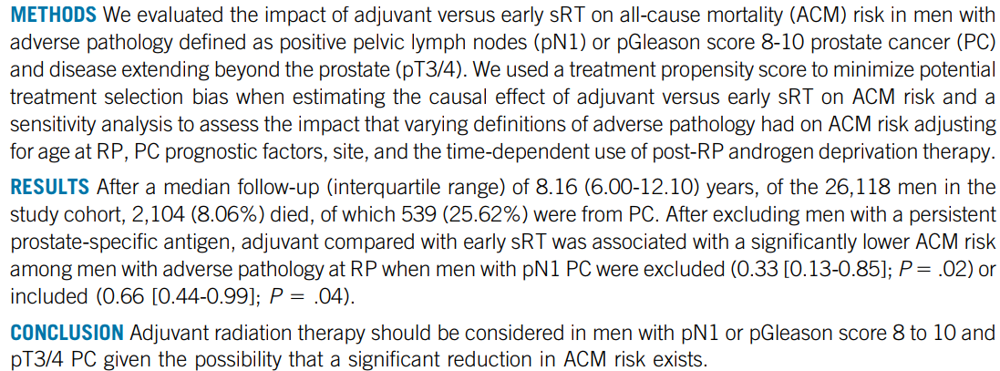 METHODS We evaluated the impact of adjuvant versus early sRT on all-cause mortality (ACM) risk in men with
adverse pathology defined as positive pelvic lymph nodes (pN1) or pGleason score 8-10 prostate cancer (PC)
and disease extending beyond the prostate (pT3/4). We used a treatment propensity score to minimize potential
treatment selection bias when estimating the causal effect of adjuvant versus early sRT on ACM risk and a
sensitivity analysis to assess the impact that varying definitions of adverse pathology had on ACM risk adjusting
for age at RP, PC prognostic factors, site, and the time-dependent use of post-RP androgen deprivation therapy.
RESULTS After a median follow-up (interquartile range) of 8.16 (6.00-12.10) years, of the 26,118 men in the
study cohort, 2,104 (8.06%) died, of which 539 (25.62%) were from PC. After excluding men with a persistent
prostate-specific antigen, adjuvant compared with early sRT was associated with a significantly lower ACM risk
among men with adverse pathology at RP when men with pN1 PC were excluded (0.33 [0.13-0.85]; P = .02) or
included (0.66 [0.44-0.99]; P = .04).
CONCLUSION Adjuvant radiation therapy should be considered in men with pN1 or pGleason score 8 to 10 and
pT3/4 PC given the possibility that a significant reduction in ACM risk exists.